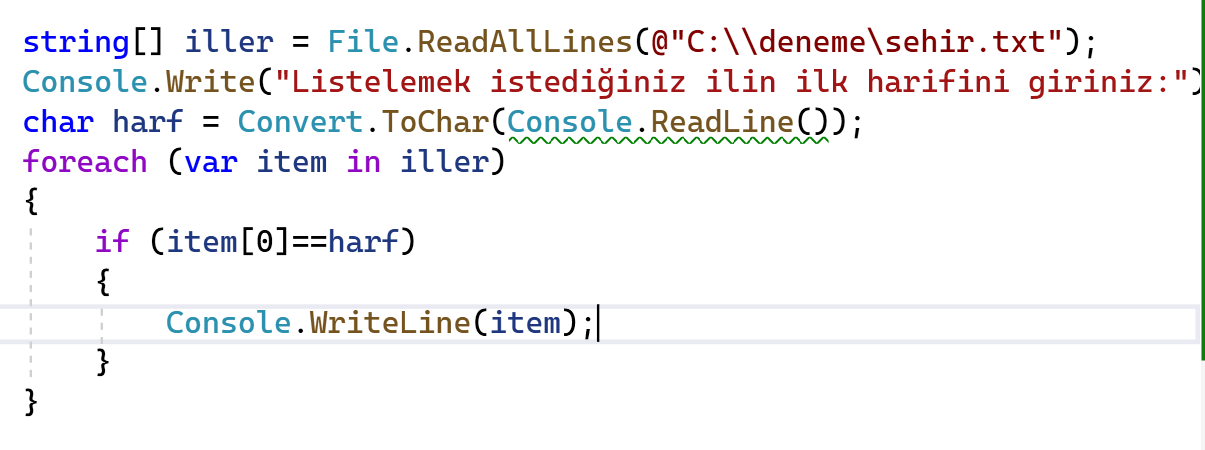 string[] iller = File.ReadAllLines(@"C:\\deneme\sehir.txt");
Console.Write("Listelemek istediğiniz ilin ilk harifini giriniz:")
char harf = Convert.ToChar(Console.ReadLine());
foreach (var item in iller)
{
    if (item[0]==harf)
    {
        Console.WriteLine(item);
    }
}